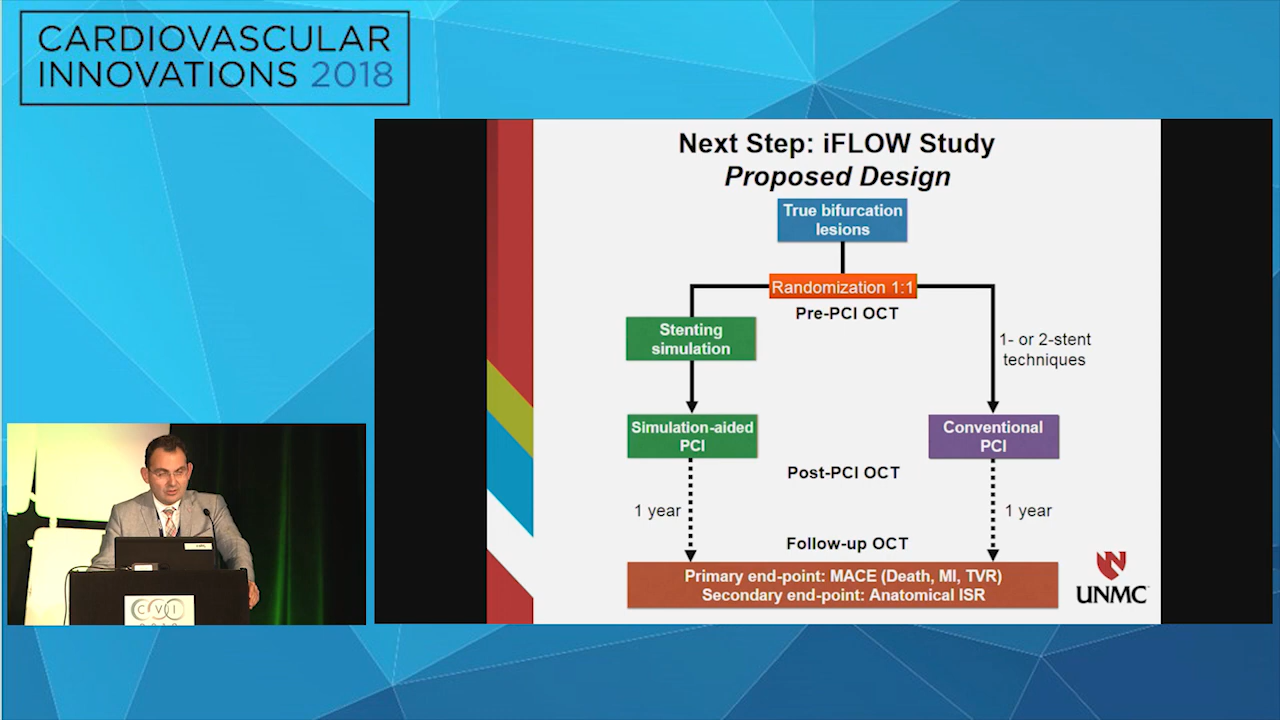 CARDIOVASCULAR
INNOVATIONS 2018
Next Step: iFLOW Study
Proposed Design
True bifurcation
lesions
Randomization 1:1
Pre-PCI OCT
Stenting
simulation
1- or 2-stent
techniques
Simulation-aided
PCI
Conventional
PCI
Post-PCI OCT
1 year
1 year
Follow-up OCT
Primary end-point: MACE (Death, MI, TVR)
Secondary end-point: Anatomical ISR
UNMC
CVI